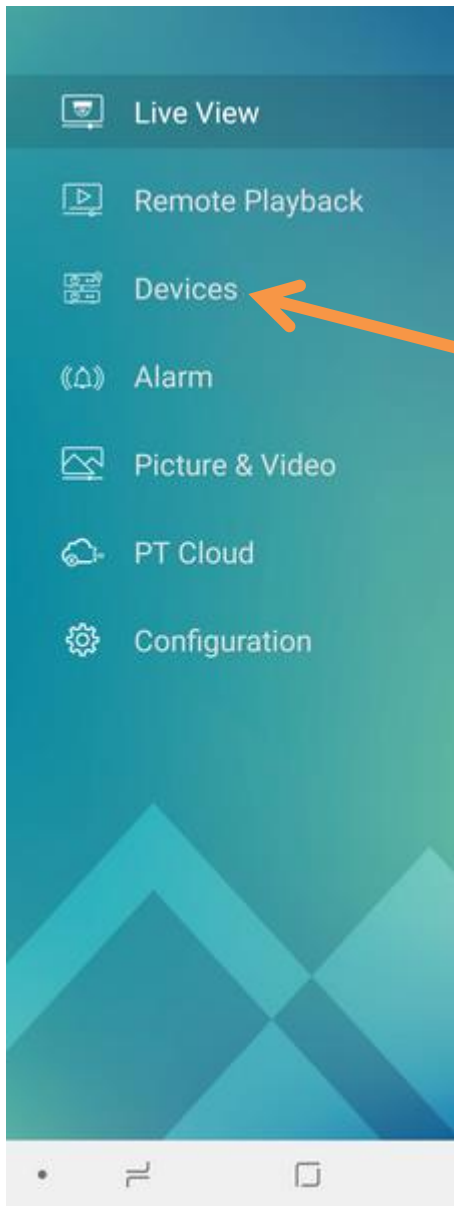 Live View
Remote Playback
Devices
Alarm
Picture & Video
PT Cloud
Configuration